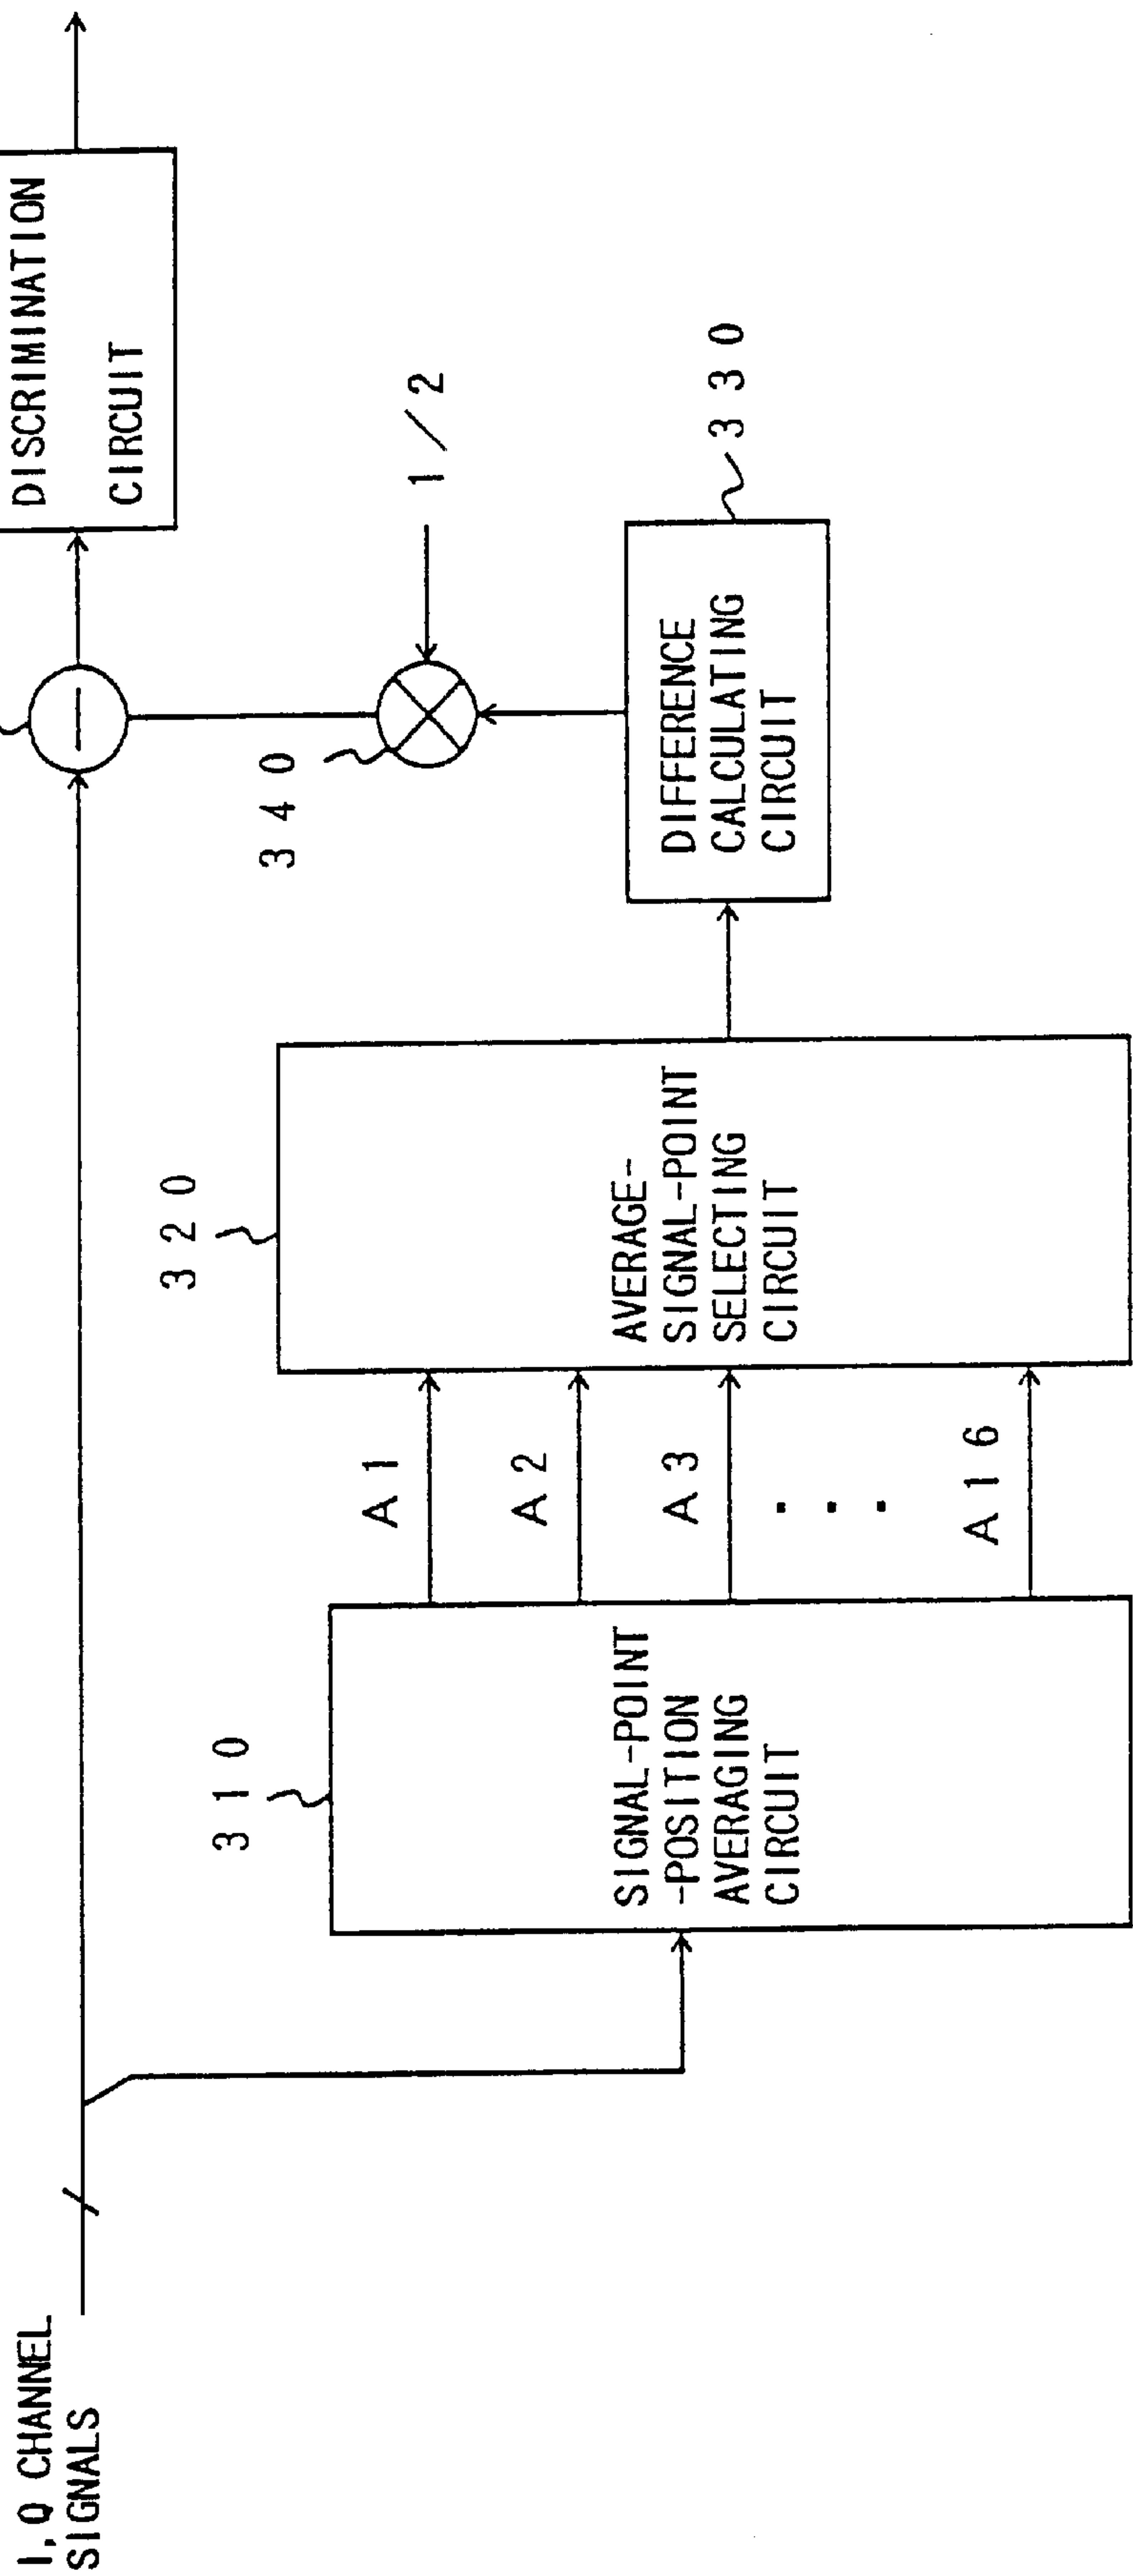 I,Q CHANNEL
SIGNALS
310
SIGNAL-POINT
-POSITION
AVERAGING
CIRCUIT
A1
A2
A3
A16
320
AVERAGE-
SIGNAL-POINT
SELECTING
CIRCUIT
340
1/2
DIFFERENCE
CALCULATING
CIRCUIT
330
DISCRIMINATION
CIRCUIT